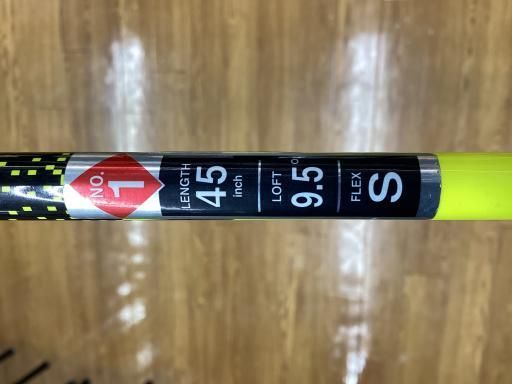 NO.
1
LENGTH
45
inch
LOFT
9.5°
FLEX
S